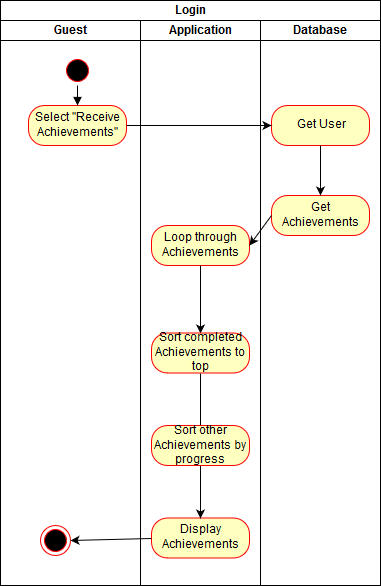 Login
Guest
Application
Database
Select "Receive
Achievements"
Get User
Get
Achievements
Loop through
Achievements
Sort completed
Achievements to
top
Sort other
Achievements by
progress
Display
Achievements